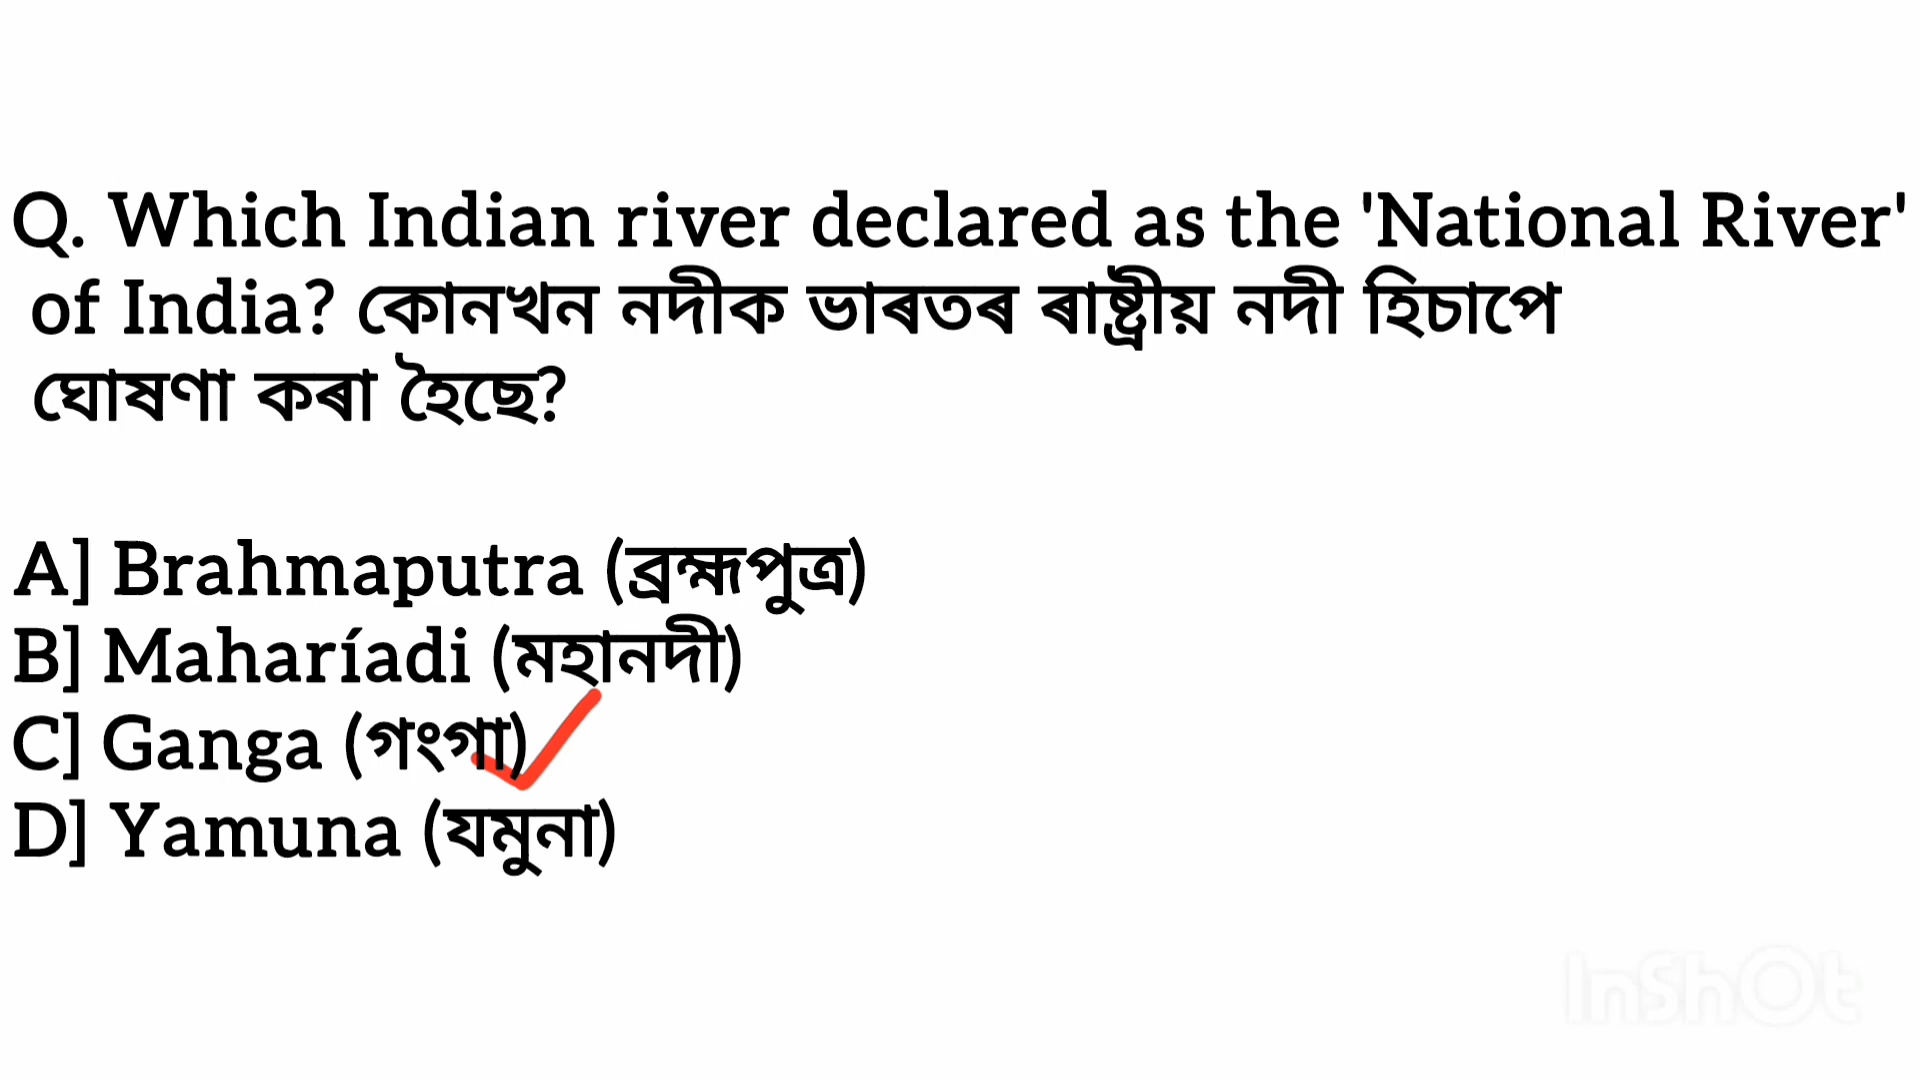 Q. Which Indian river declared as the 'National River'
of India? কোনখন নদীক ভাৰতৰ ৰাষ্ট্ৰীয় নদী হিচাপে
ঘোষণা কৰা হৈছে?
A] Brahmaputra (ব্ৰহ্মপুত্ৰ)
B] Maharíadi (মহানদী)
C] Ganga (গংগা)
D] Yamuna (যমুনা)
InShOt